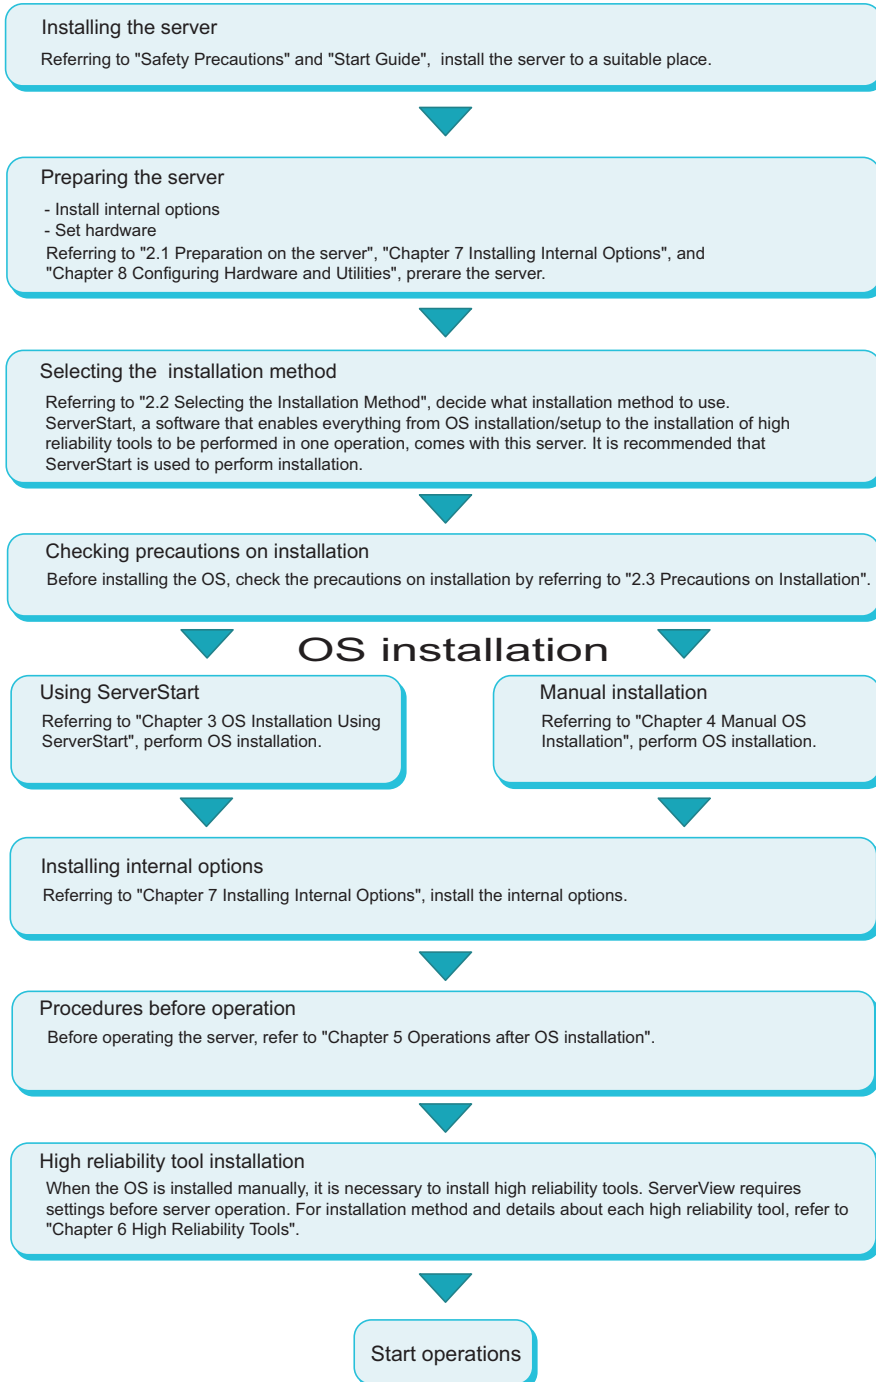 Installing the server
Referring to "Safety Precautions" and "Start Guide", install the server to a suitable place.
Preparing the server
- Install internal options
- Set hardware
Referring to "2.1 Preparation on the server", "Chapter 7 Installing Internal Options", and
"Chapter 8 Configuring Hardware and Utilities", prerare the server.
Selecting the installation method
Referring to "2.2 Selecting the Installation Method", decide what installation method to use.
ServerStart, a software that enables everything from OS installation/setup to the installation of high
reliability tools to be performed in one operation, comes with this server. It is recommended that
ServerStart is used to perform installation.
Checking precautions on installation
Before installing the OS, check the precautions on installation by referring to "2.3 Precautions on Installation".
OS installation
Using ServerStart
Referring to "Chapter 3 OS Installation Using
ServerStart", perform OS installation.
Manual installation
Referring to "Chapter 4 Manual OS
Installation", perform OS installation.
Installing internal options
Referring to "Chapter 7 Installing Internal Options", install the internal options.
Procedures before operation
Before operating the server, refer to "Chapter 5 Operations after OS installation".
High reliability tool installation
When the OS is installed manually, it is necessary to install high reliability tools. ServerView requires
settings before server operation. For installation method and details about each high reliability tool, refer to
"Chapter 6 High Reliability Tools".
Start operations